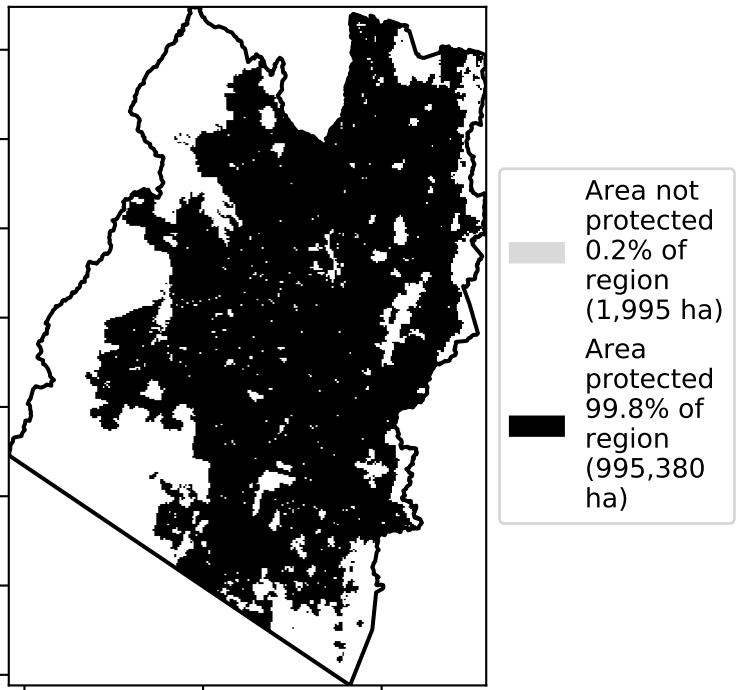 Area not
protected
0.2% of
region
(1,995 ha)
Area
protected
99.8% of
region
(995,380
ha)